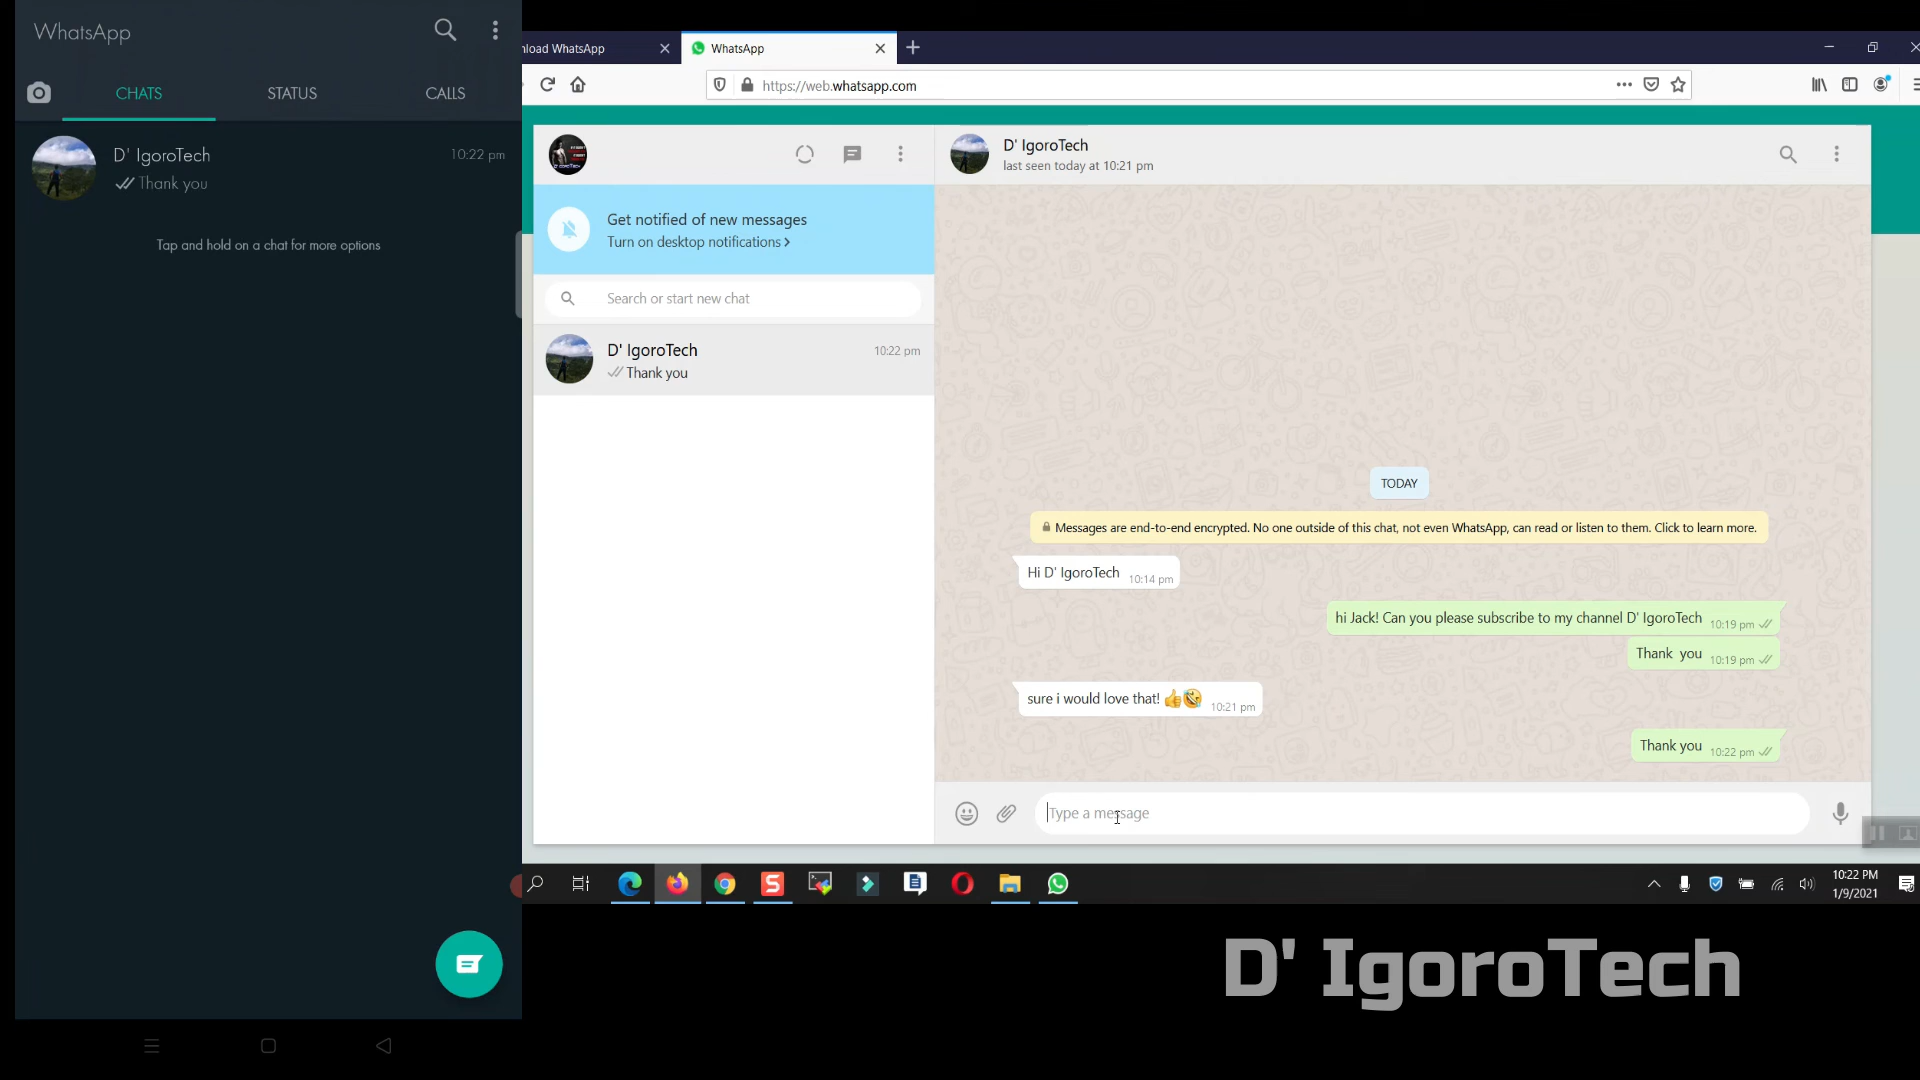 WhatsApp
CHATS
STATUS
CALLS
D' IgoroTech
10:22 pm
Thank you
Tap and hold on a chat for more options
nload WhatsApp
WhatsApp
https://web.whatsapp.com
Get notified of new messages
Turn on desktop notifications >
Search or start new chat
D' IgoroTech
10:22 pm
Thank you
D' IgoroTech
last seen today at 10:21 pm
TODAY
Messages are end-to-end encrypted. No one outside of this chat, not even WhatsApp, can read or listen to them. Click to learn more.
Hi D' IgoroTech 10:14 pm
hi Jack! Can you please subscribe to my channel D' IgoroTech 10:19 pm
Thank you 10:19 pm
sure i would love that! 👍🤣 10:21 pm
Thank you 10:22 pm
Type a message
10:22 PM
1/9/2021
D' IgoroTech